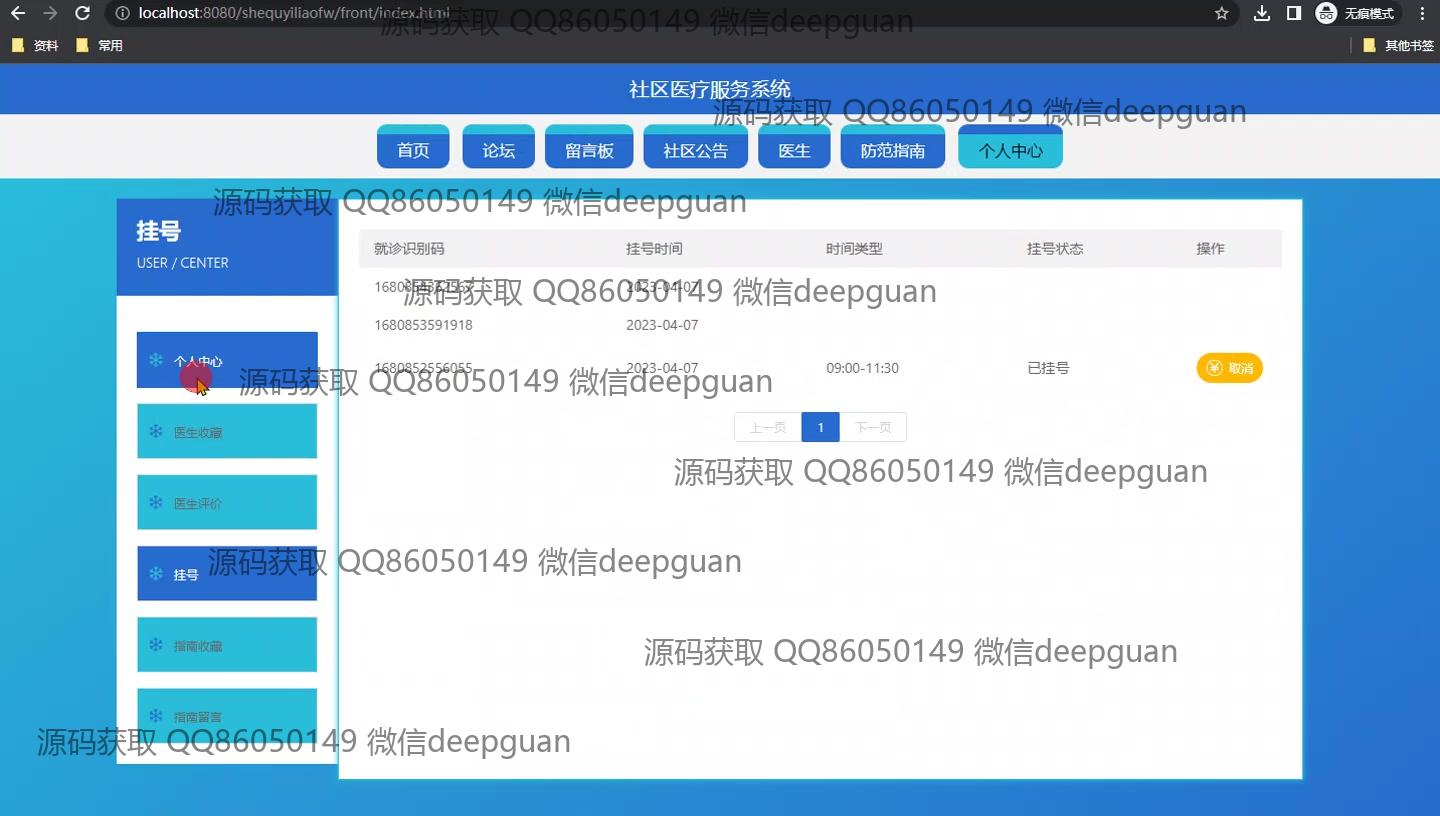 localhost:8080/shequyiliaofw/front/index.html
无痕模式
资料
常用
其他书签
源码获取 QQ86050149 微信deepguan
社区医疗服务系统
源码获取 QQ86050149 微信deepguan
首页
论坛
留言板
社区公告
医生
防范指南
个人中心
源码获取 QQ86050149 微信deepguan
挂号
USER / CENTER
就诊识别码 挂号时间 时间类型 挂号状态 操作
2023-04-07
源码获取 QQ86050149 微信deepguan
1680853591918 2023-04-07
1680852556055 2023-04-07 09:00-11:30 已挂号 取消
源码获取 QQ86050149 微信deepguan
上一页 1 下一页
个人中心
医生收藏
源码获取 QQ86050149 微信deepguan
医生评价
挂号
源码获取 QQ86050149 微信deepguan
指南收藏
源码获取 QQ86050149 微信deepguan
指南留言
源码获取 QQ86050149 微信deepguan